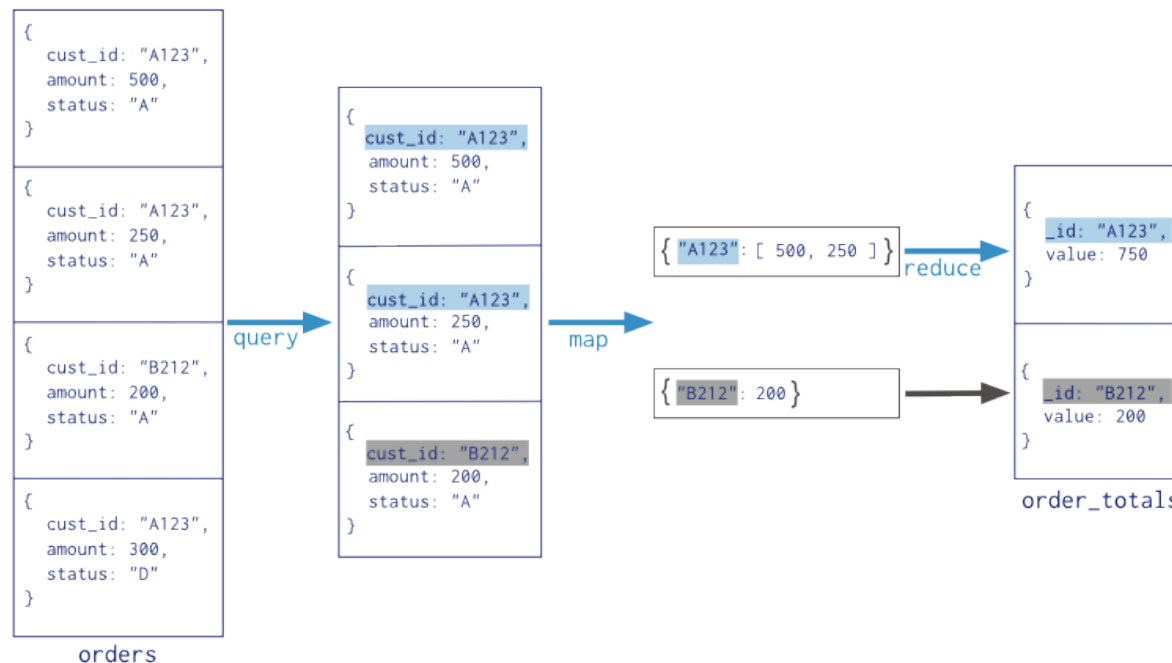 {
cust_id: "A123",
amount: 500,
status: "A"
}
{
cust_id: "A123",
amount: 250,
status: "A"
}
{
cust_id: "B212",
amount: 200,
status: "A"
}
{
cust_id: "A123",
amount: 300,
status: "D"
}
orders
query
{
cust_id: "A123",
amount: 500,
status: "A"
}
{
cust_id: "A123",
amount: 250,
status: "A"
}
{
cust_id: "B212",
amount: 200,
status: "A"
}
map
{ "A123": [ 500, 250 ] }
reduce
{ "B212": 200 }
{
_id: "A123",
value: 750
}
{
_id: "B212",
value: 200
}
order_totals